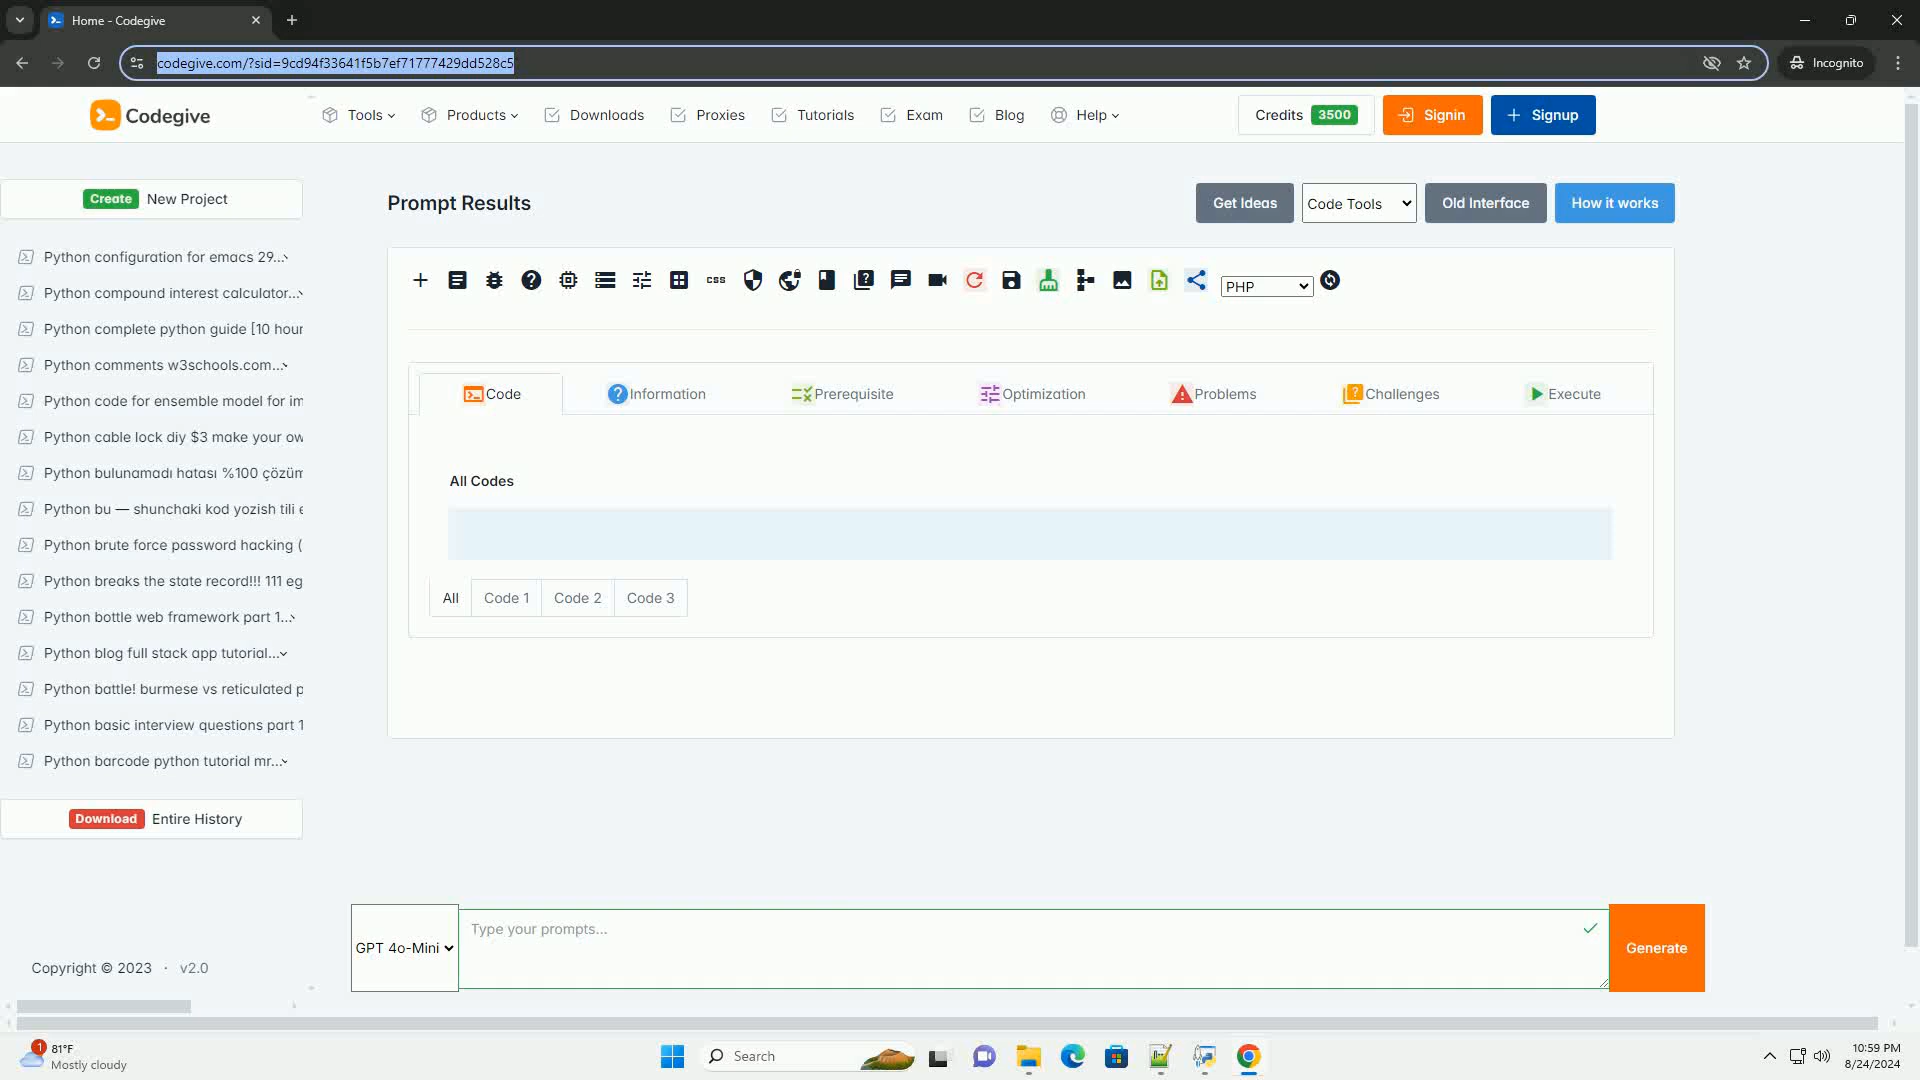 Home - Codegive
codegive.com/?sid=9cd94f33641f5b7ef71777429dd528c5
Incognito
Codegive
Tools
Products
Downloads
Proxies
Tutorials
Exam
Blog
Help
Credits 3500
Signin
Signup
Create New Project
Python configuration for emacs 29...
Python compound interest calculator...
Python complete python guide [10 hour
Python comments w3schools.com...
Python code for ensemble model for im
Python cable lock diy $3 make your ow
Python bulunamadı hatası %100 çözüm
Python bu — shunchaki kod yozish tili e
Python brute force password hacking (
Python breaks the state record!!! 111 eg
Python bottle web framework part 1...
Python blog full stack app tutorial...
Python battle! burmese vs reticulated p
Python basic interview questions part 1
Python barcode python tutorial mr...
Download Entire History
Copyright © 2023 · v2.0
Prompt Results
Get Ideas
Code Tools
Old Interface
How it works
css
PHP
Code
Information
Prerequisite
Optimization
Problems
Challenges
Execute
All Codes
All
Code 1
Code 2
Code 3
GPT 4o-Mini
Type your prompts...
Generate
1
81°F
Mostly cloudy
Search
10:59 PM
8/24/2024